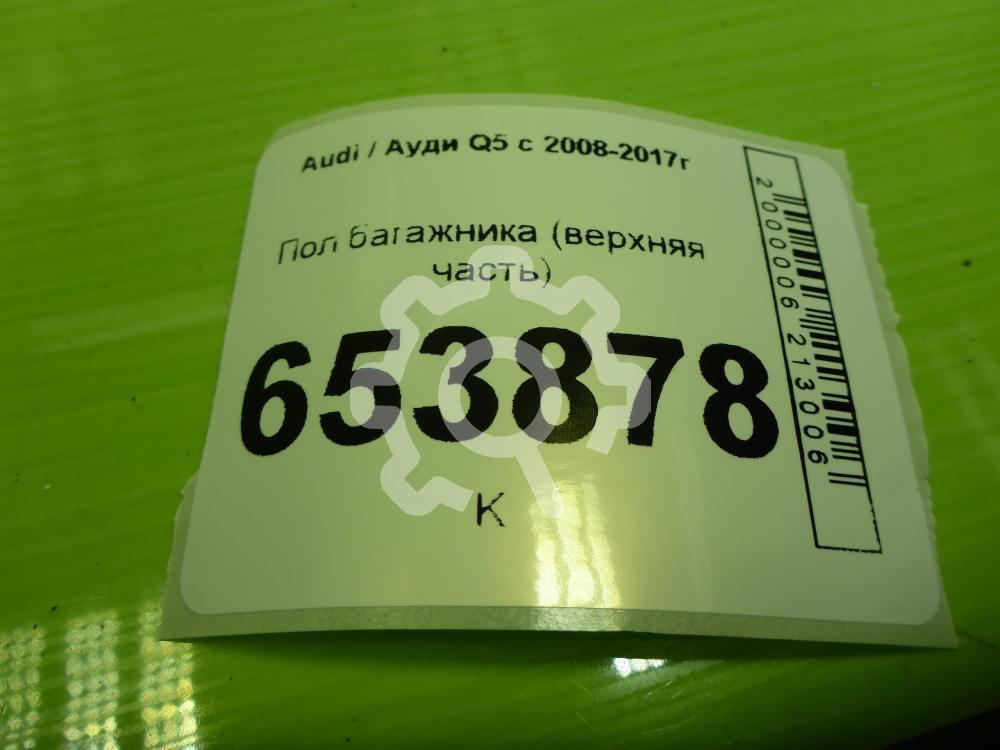 Audi / Ауди Q5 с 2008-2017г
Пол багажника (верхняя
часть)
653878
К
2000006213006